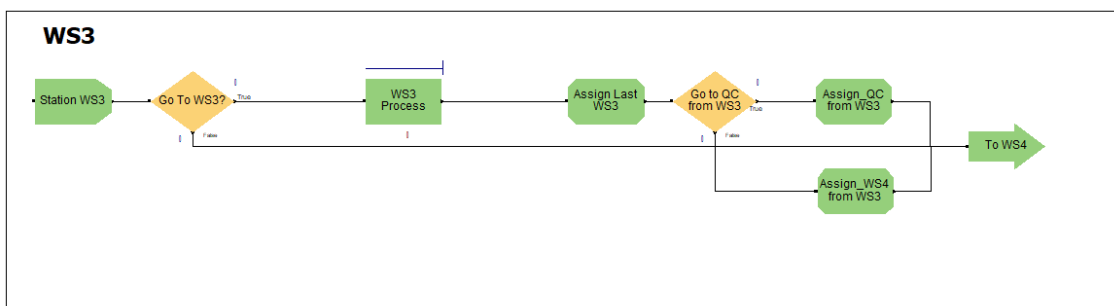 WS3
Station WS3
Go To WS3?
True
False
WS3
Process
Assign Last
WS3
Go to QC
from WS3
True
False
Assign_QC
from WS3
Assign_WS4
from WS3
To WS4